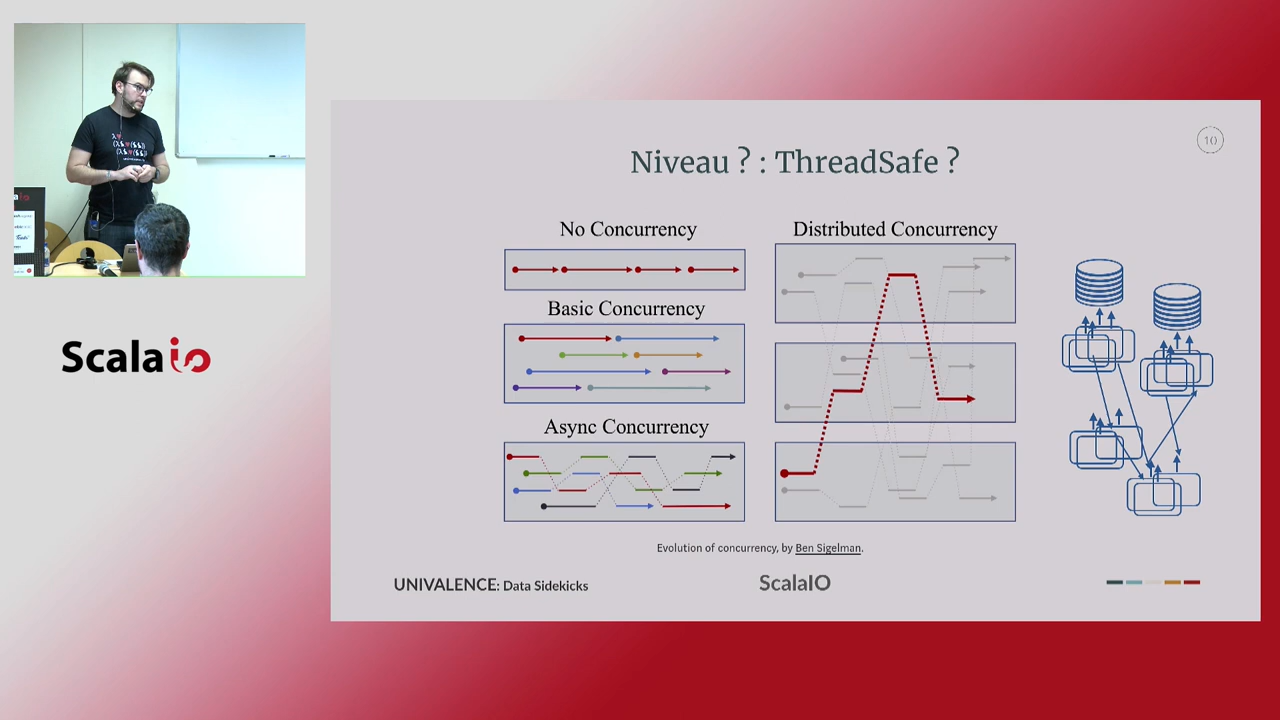 Scala io
10
Niveau ? : ThreadSafe ?
No Concurrency
Basic Concurrency
Async Concurrency
Distributed Concurrency
Evolution of concurrency, by Ben Sigelman.
UNIVALENCE: Data Sidekicks
ScalaIO